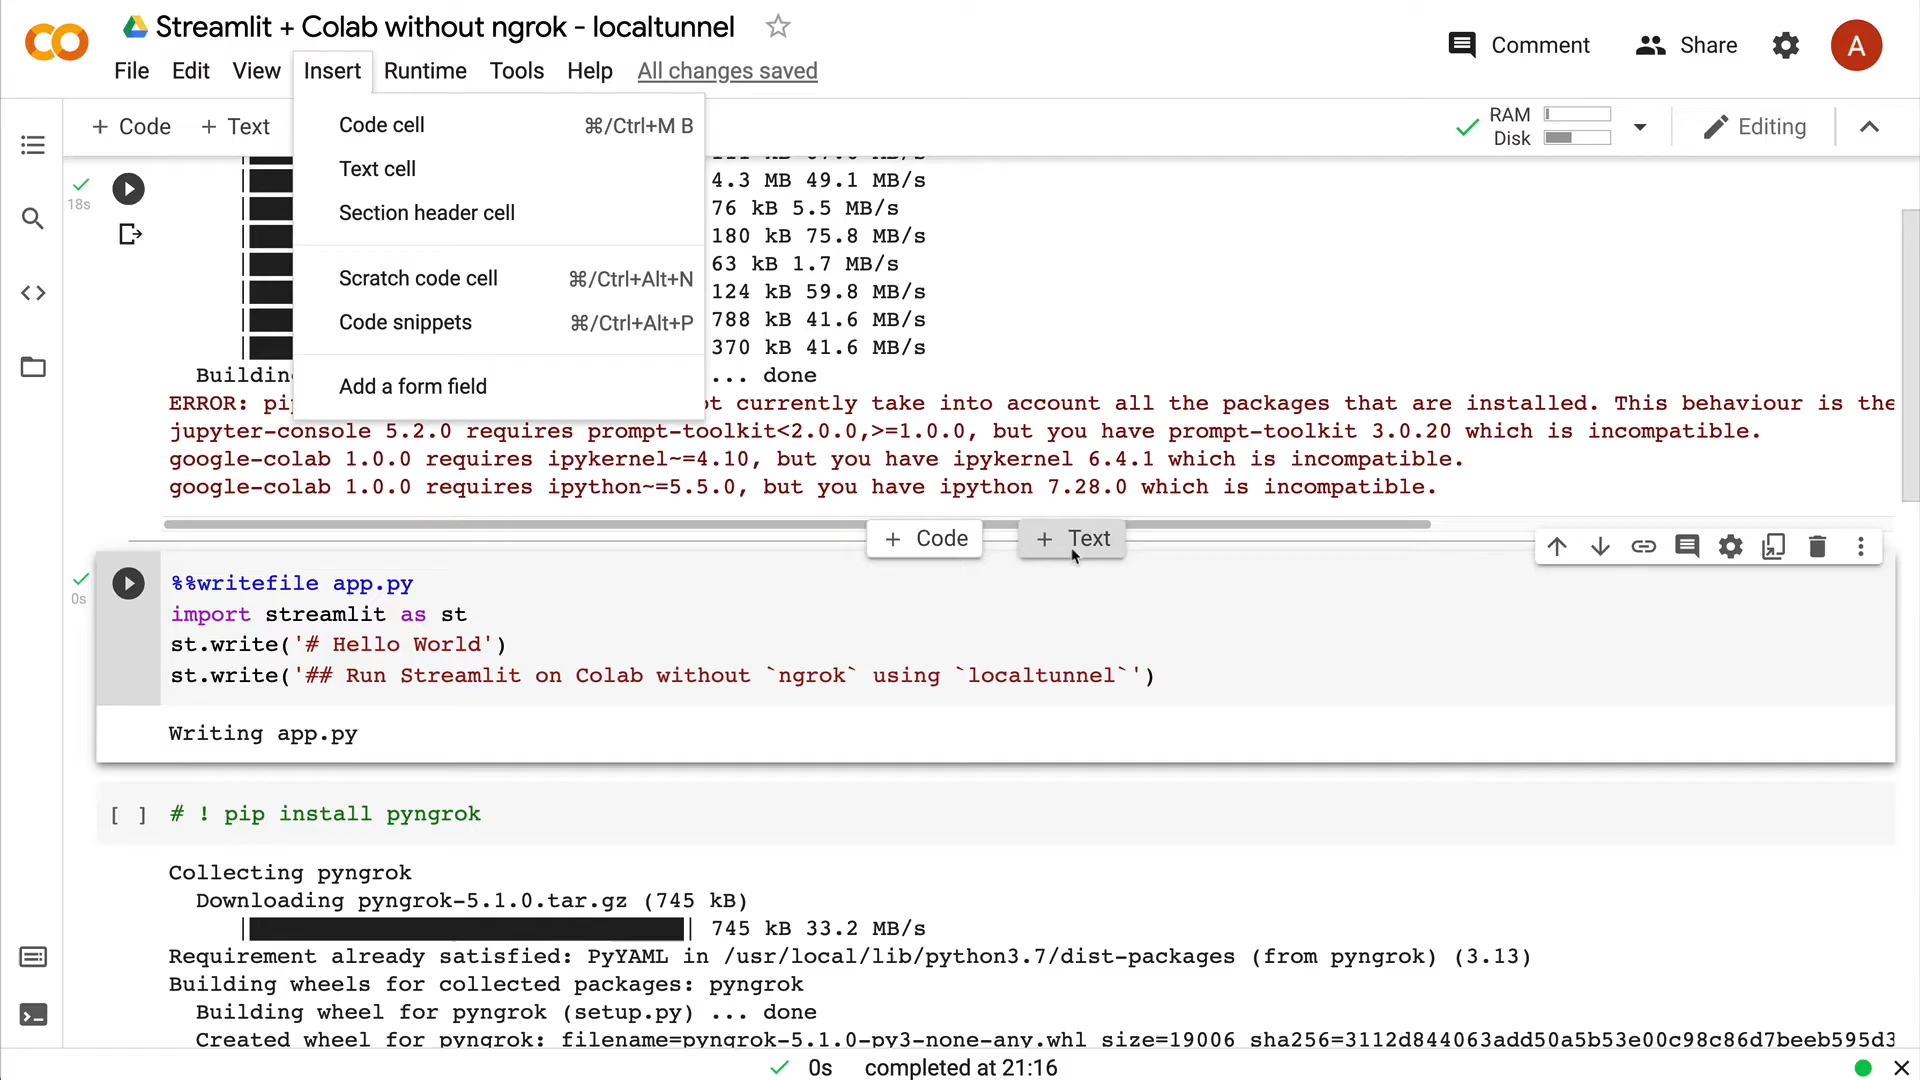 Streamlit + Colab without ngrok - localtunnel
Comment
Share
A
File Edit View Insert Runtime Tools Help All changes saved
+ Code + Text
RAM
Disk
Editing
Code cell ⌘/Ctrl+M B
Text cell
Section header cell
Scratch code cell ⌘/Ctrl+Alt+N
Code snippets ⌘/Ctrl+Alt+P
Add a form field
18s
4.3 MB 49.1 MB/s
76 kB 5.5 MB/s
180 kB 75.8 MB/s
63 kB 1.7 MB/s
124 kB 59.8 MB/s
788 kB 41.6 MB/s
370 kB 41.6 MB/s
... done
ERROR: currently take into account all the packages that are installed. This behaviour is the
jupyter-console 5.2.0 requires prompt-toolkit<2.0.0,>=1.0.0, but you have prompt-toolkit 3.0.20 which is incompatible.
google-colab 1.0.0 requires ipykernel~=4.10, but you have ipykernel 6.4.1 which is incompatible.
google-colab 1.0.0 requires ipython~=5.5.0, but you have ipython 7.28.0 which is incompatible.
+ Code + Text
0s
%%writefile app.py
import streamlit as st
st.write('# Hello World')
st.write('## Run Streamlit on Colab without `ngrok` using `localtunnel`')
Writing app.py
[ ] # ! pip install pyngrok
Collecting pyngrok
Downloading pyngrok-5.1.0.tar.gz (745 kB)
745 kB 33.2 MB/s
Requirement already satisfied: PyYAML in /usr/local/lib/python3.7/dist-packages (from pyngrok) (3.13)
Building wheels for collected packages: pyngrok
Building wheel for pyngrok (setup.py) ... done
Created wheel for pyngrok: filename=pyngrok-5.1.0-py3-none-any.whl size=19006 sha256=3112d844063add50a5b53e00c98c86d7beeb595d3
0s completed at 21:16